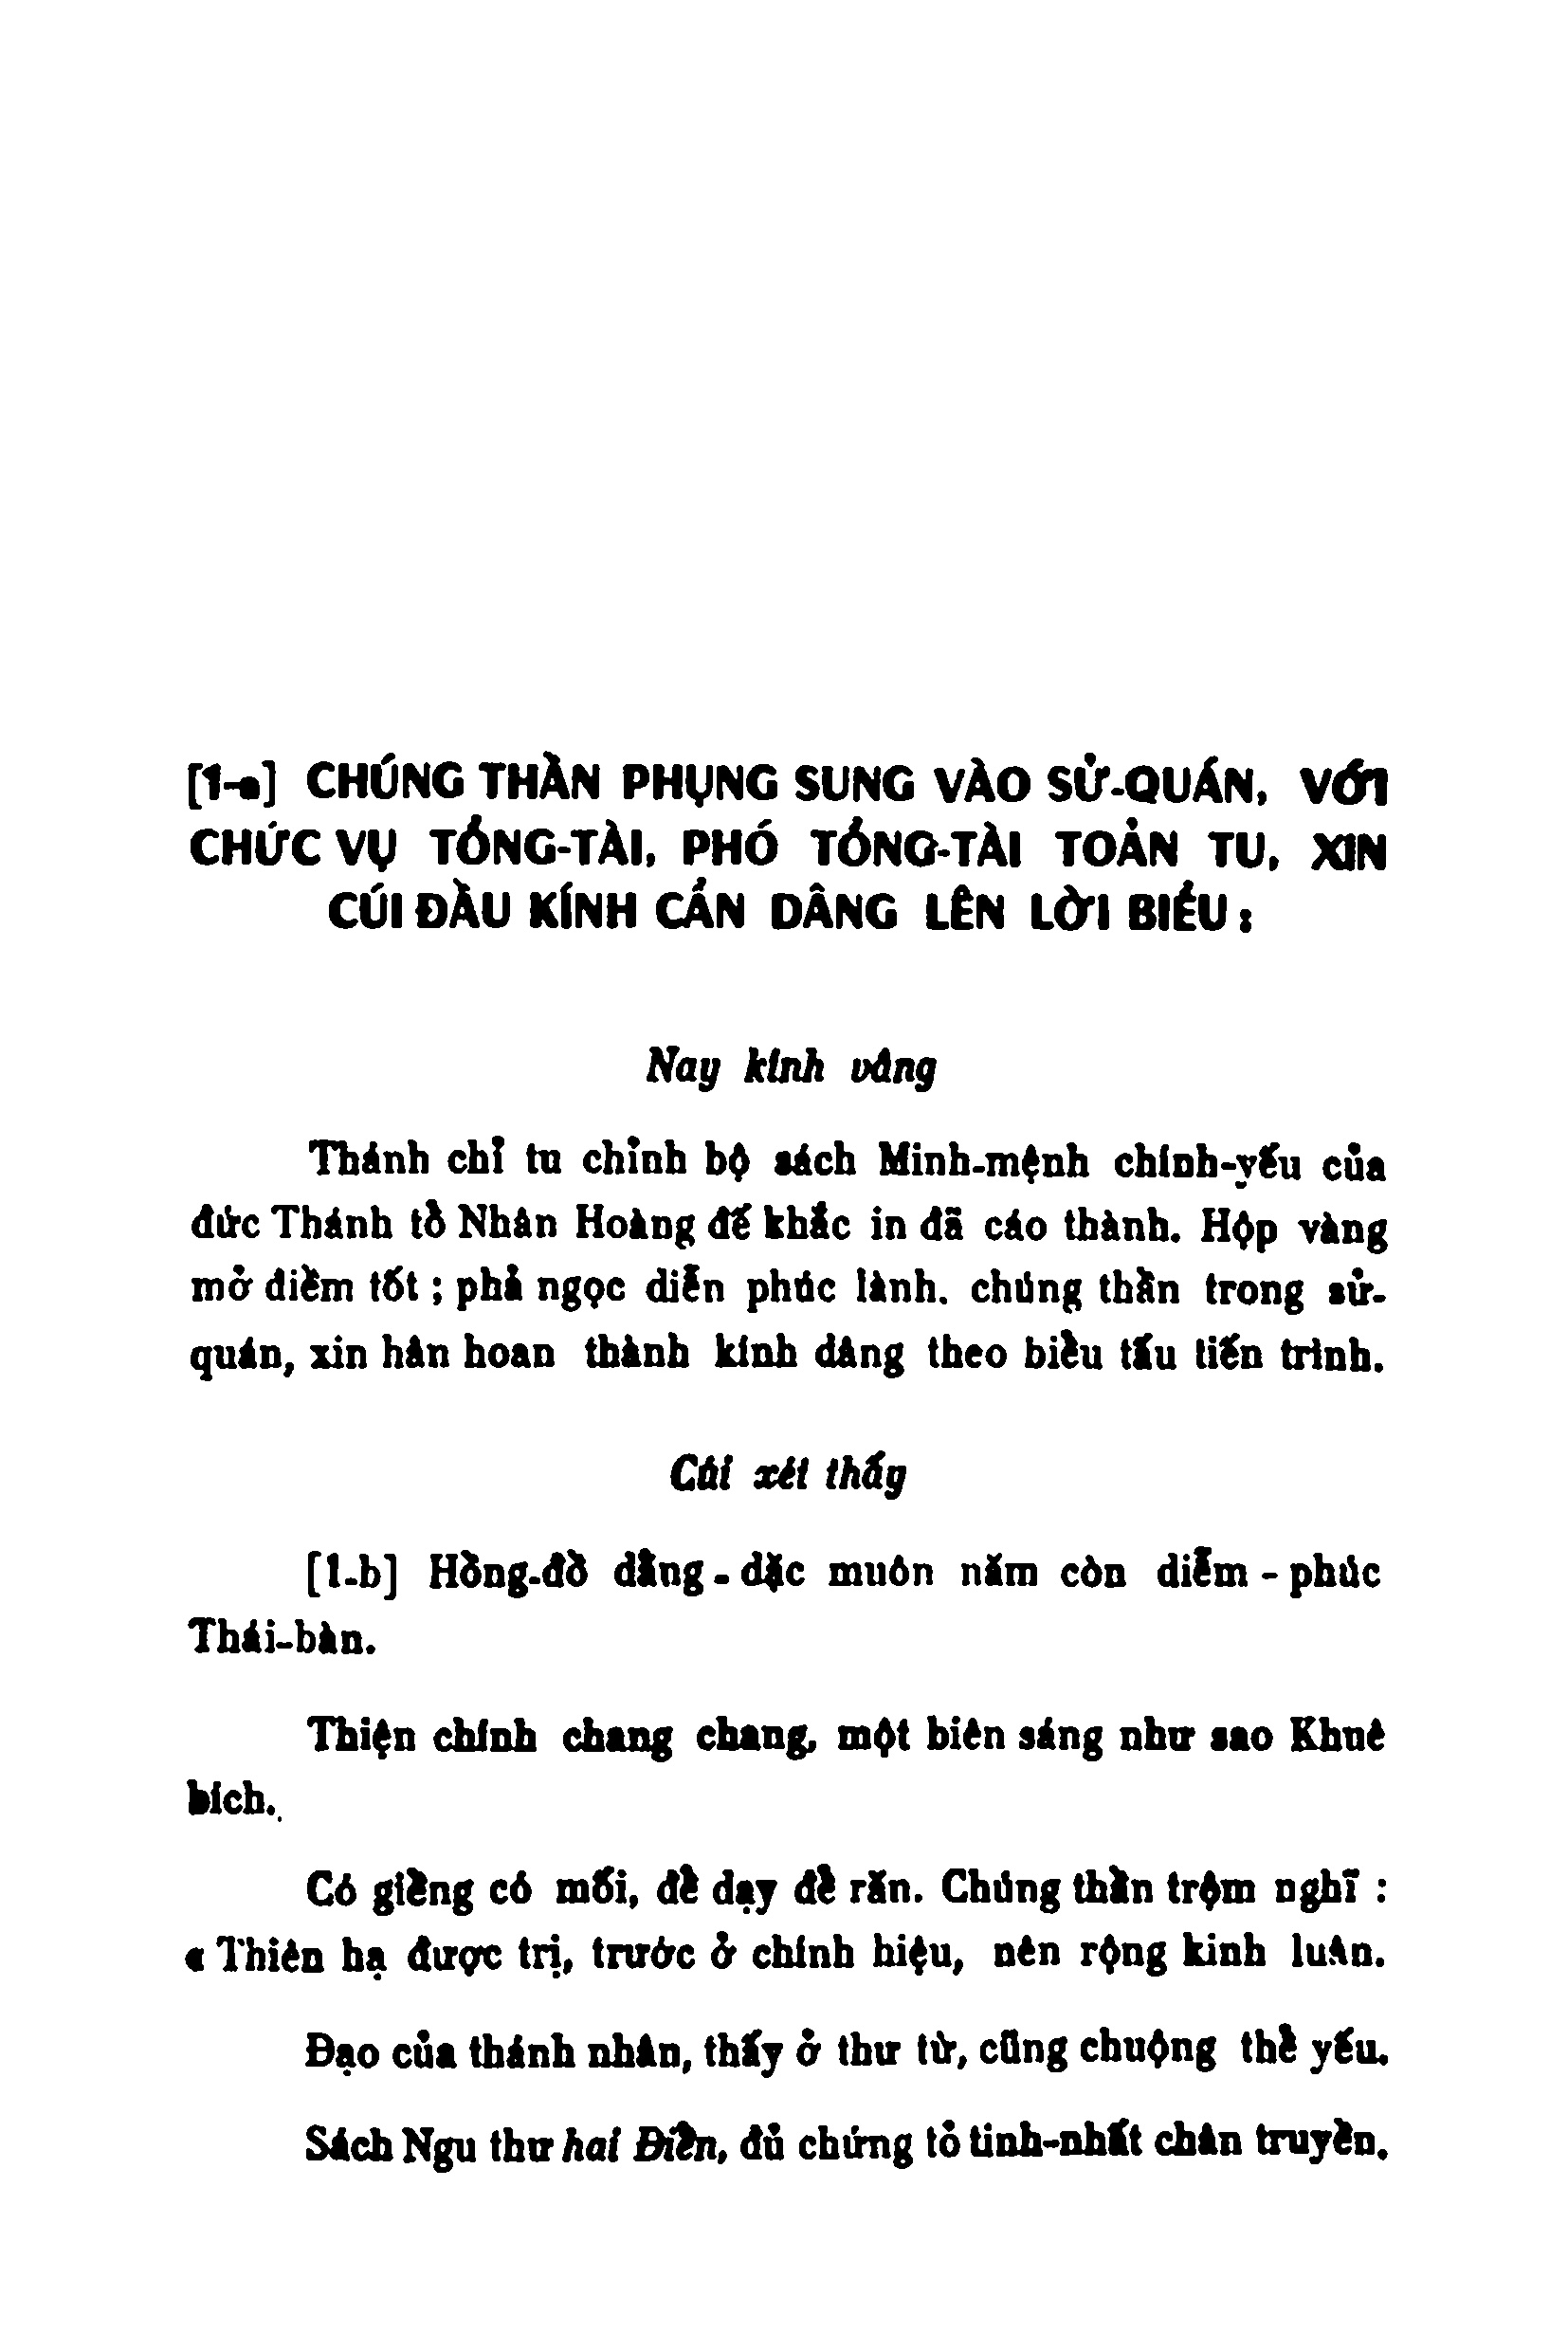 [1-a] CHÚNG THẦN PHỤNG SUNG VÀO SỬ-QUÁN, VỚI
CHỨC VỤ TỔNG-TÀI, PHÓ TỔNG-TÀI TOẢN TU, XIN
CÚI ĐẦU KÍNH CẨN DÂNG LÊN LỜI BIỂU :
Nay kính vâng
Thánh chỉ tu chỉnh bộ sách Minh-mệnh chính-yếu của
đức Thánh tổ Nhân Hoàng đế khắc in đã cáo thành. Hộp vàng
mở điềm tốt ; phả ngọc diễn phúc lành. chúng thần trong sử-
quán, xin hân hoan thành kính dâng theo biểu tấu tiến trình.
Cúi xét thấy
[1-b] Hồng-đồ dằng - dặc muôn năm còn diễm - phúc
Thái-bàn.
Thiện chính chang chang, một biên sáng như sao Khuê
bích.
Có giềng có mối, để dạy để răn. Chúng thần trộm nghĩ :
« Thiên hạ được trị, trước ở chính hiệu, nên rộng kinh luân.
Đạo của thánh nhân, thấy ở thư từ, cũng chuộng thể yếu.
Sách Ngu thư hai Điển, đủ chứng tỏ tinh-nhất chân truyền.